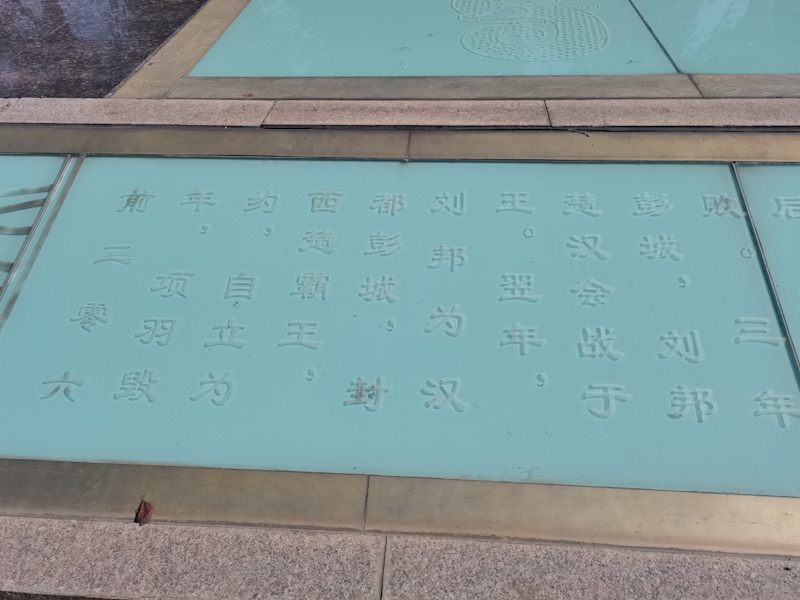 前二零六
年，项羽毁
约，自立为
西楚霸王，
都彭城，封
刘邦为汉
王。翌年，
楚汉会战于
彭城，刘邦
败。三年
后